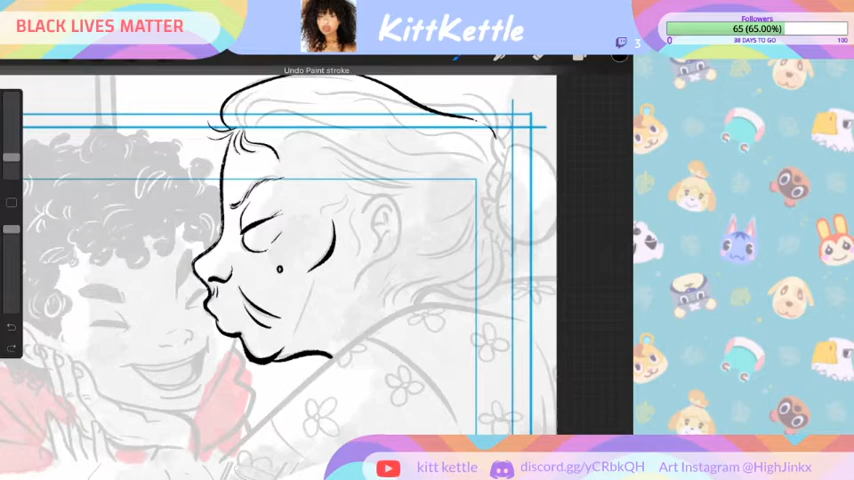 BLACK LIVES MATTER
KittKettle
3
Followers
65 (65.00%)
0
38 DAYS TO GO
100
Undo Paint stroke
kitt kettle
discord.gg/yCRbkQH
Art Instagram @HighJinkx